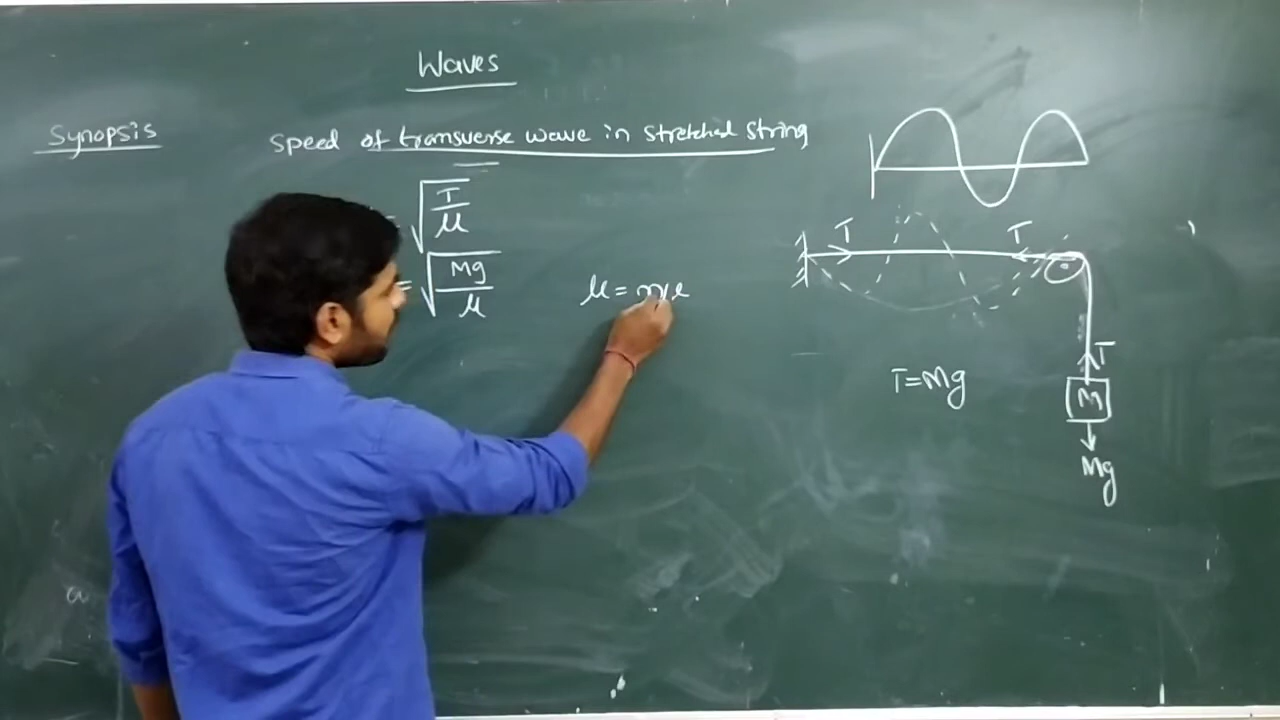 Waves
Synopsis
speed of transverse wave in stretched string
= √(T/μ)
= √(Mg/μ)
μ = m/l
T T
T
T=Mg
M
Mg